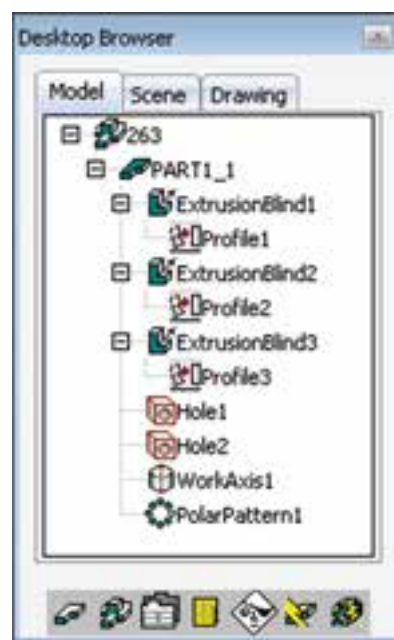 Desktop Browser
Model Scene Drawing
263
PART1_1
ExtrusionBlind1
Profile1
ExtrusionBlind2
Profile2
ExtrusionBlind3
Profile3
Hole1
Hole2
WorkAxis1
PolarPattern1